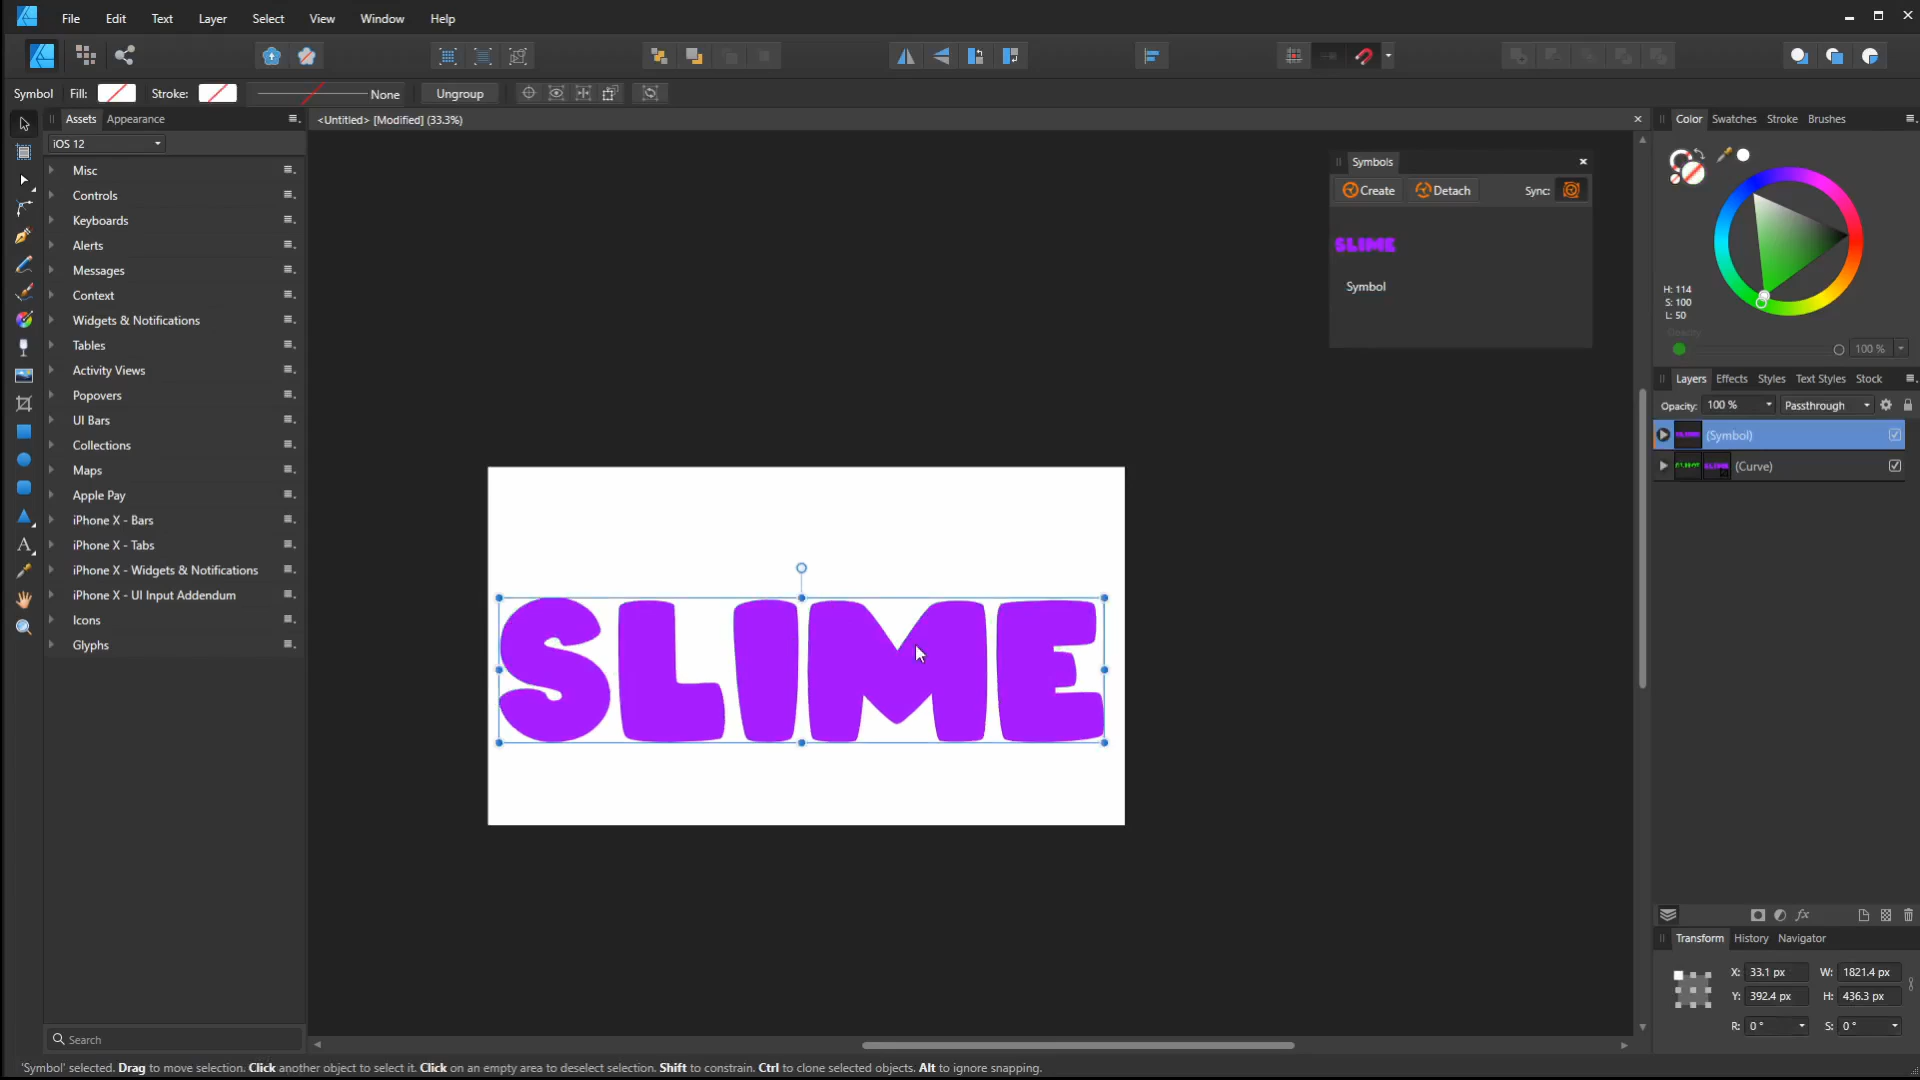 File Edit Text Layer Select View Window Help
Symbol Fill: Stroke: None Ungroup
Assets Appearance
<Untitled> [Modified] (33.3%)
iOS 12
Misc
Controls
Keyboards
Alerts
Messages
Context
Widgets & Notifications
Tables
Activity Views
Popovers
UI Bars
Collections
Maps
Apple Pay
iPhone X - Bars
iPhone X - Tabs
iPhone X - Widgets & Notifications
iPhone X - UI Input Addendum
Icons
Glyphs
Search
SLIME
Symbols
Create Detach Sync:
SLIME
Symbol
Color Swatches Stroke Brushes
H: 114
S: 100
L: 50
Opacity
100 %
Layers Effects Styles Text Styles Stock
Opacity: 100 % Passthrough
(Symbol)
(Curve)
Transform History Navigator
X: 33.1 px W: 1821.4 px
Y: 392.4 px H: 436.3 px
R: 0 ° S: 0 °
'Symbol' selected. Drag to move selection. Click another object to select it. Click on an empty area to deselect selection. Shift to constrain. Ctrl to clone selected objects. Alt to ignore snapping.